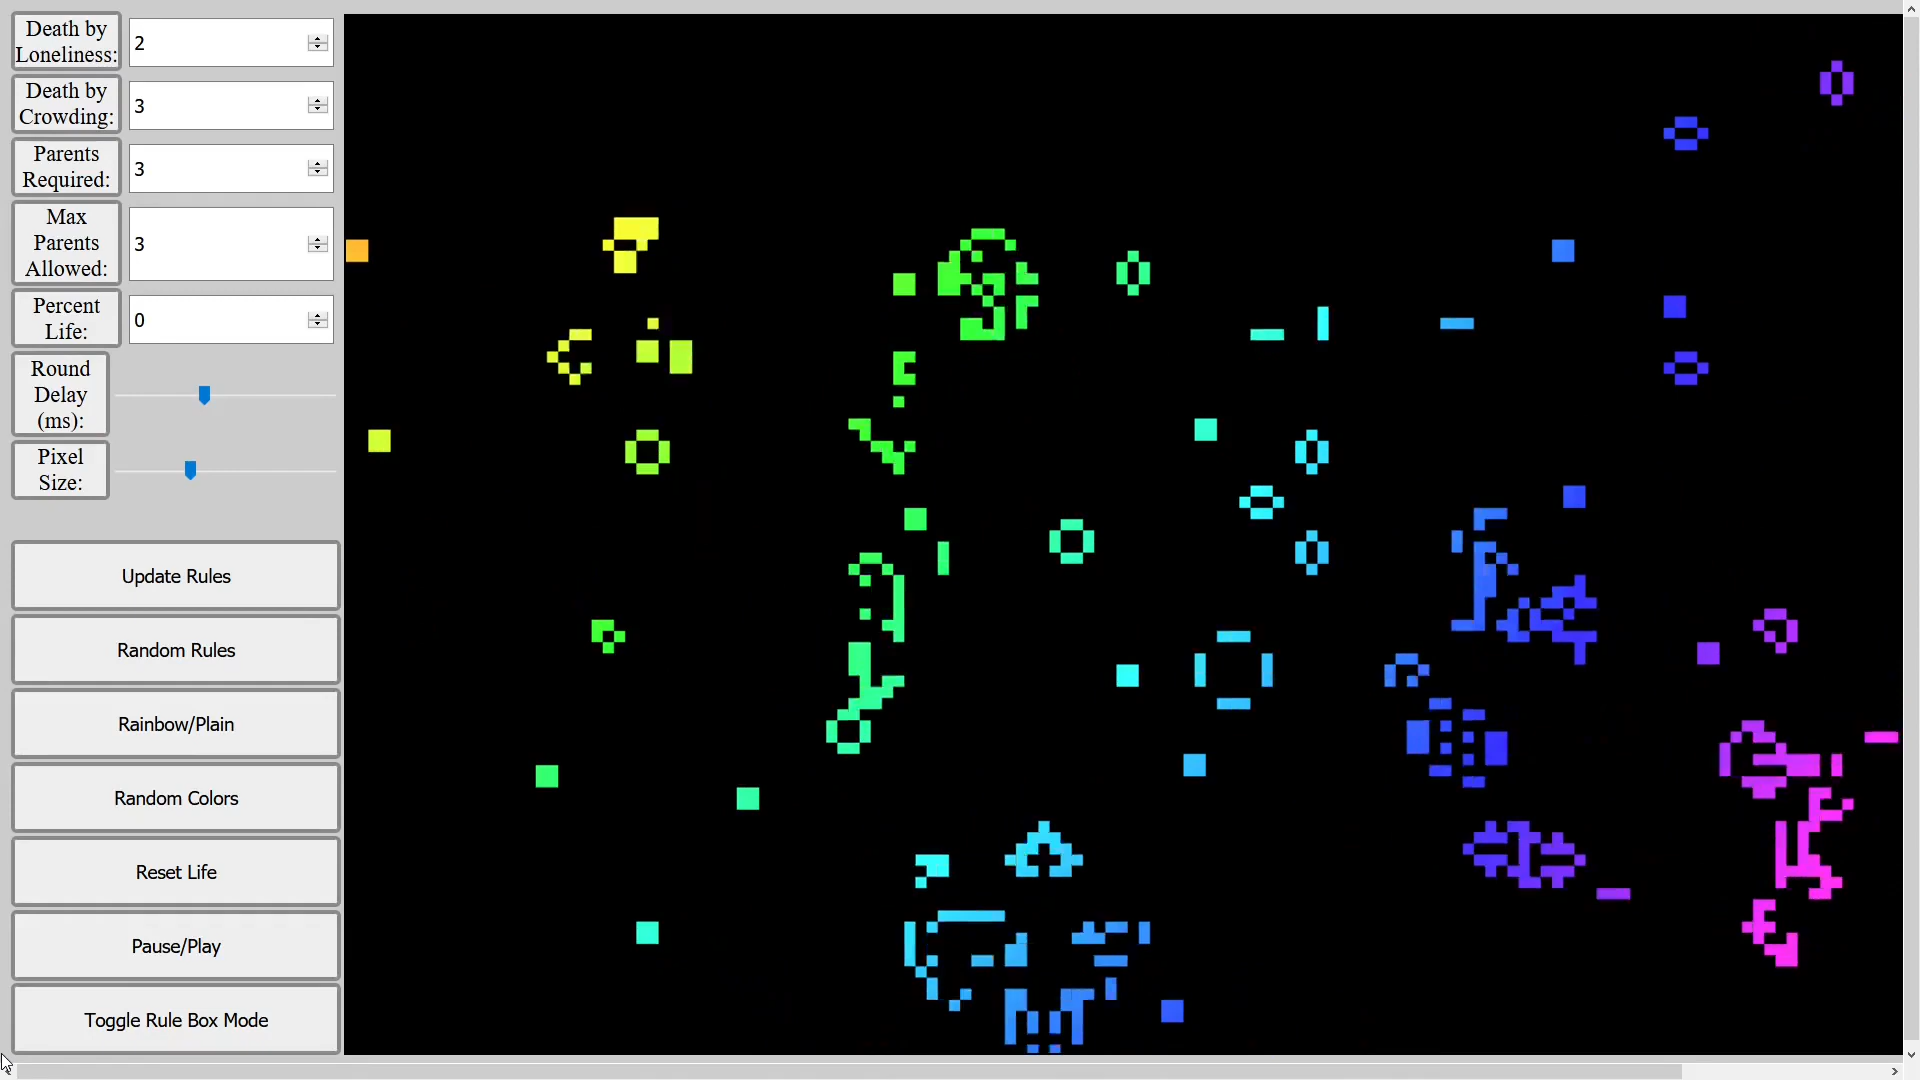 Death by
Loneliness:
2
Death by
Crowding:
3
Parents
Required:
3
Max
Parents
Allowed:
3
Percent
Life:
0
Round
Delay
(ms):
Pixel
Size:
Update Rules
Random Rules
Rainbow/Plain
Random Colors
Reset Life
Pause/Play
Toggle Rule Box Mode